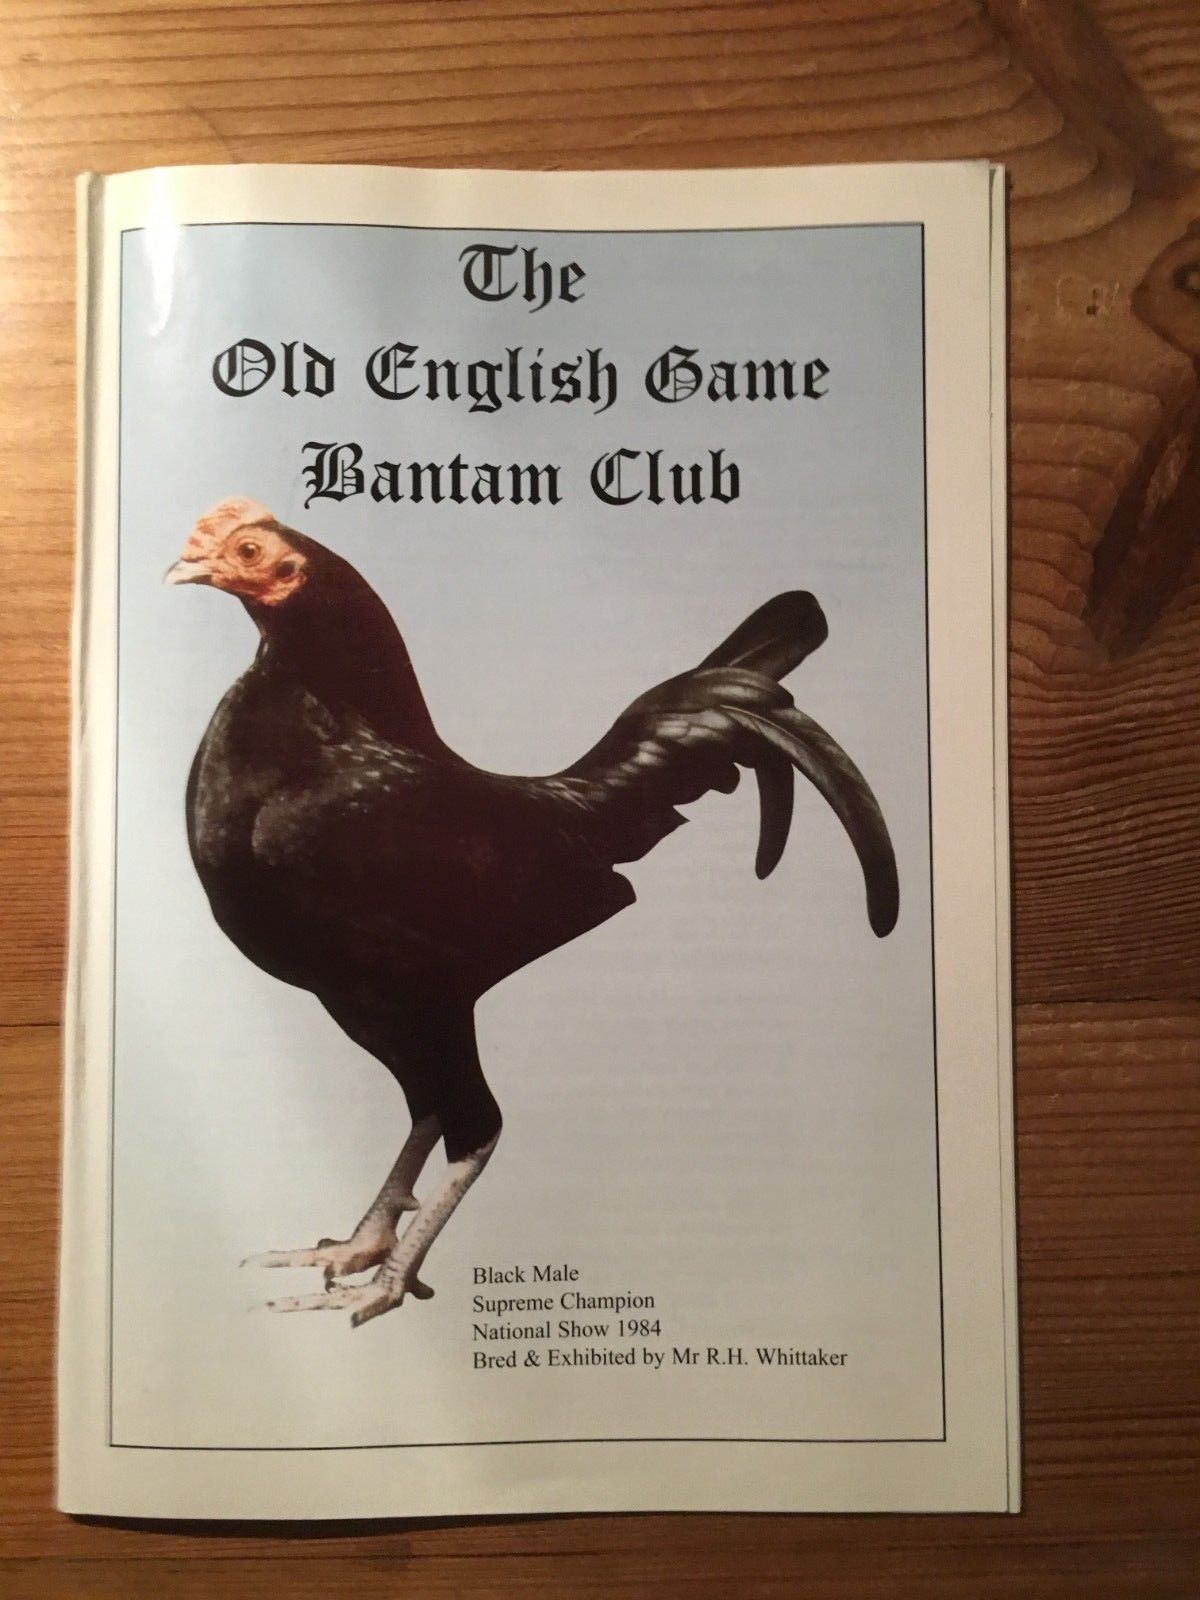 The
Old English Game
Bantam Club
Black Male
Supreme Champion
National Show 1984
Bred & Exhibited by Mr R.H. Whittaker